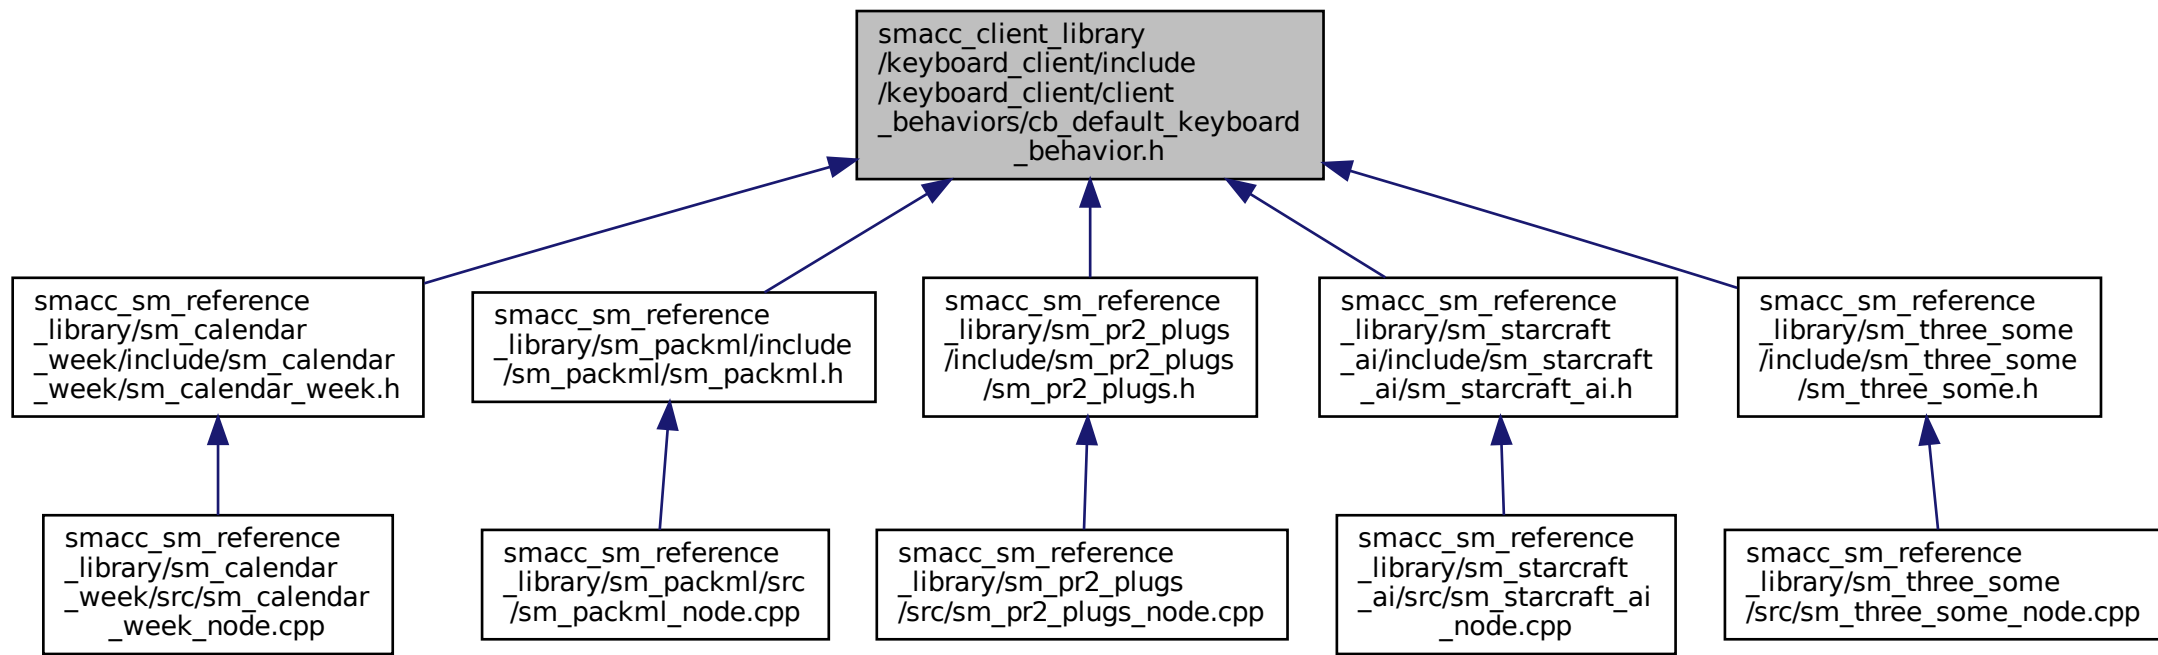 smacc_client_library
/keyboard_client/include
/keyboard_client/client
_behaviors/cb_default_keyboard
_behavior.h
smacc_sm_reference
_library/sm_calendar
_week/include/sm_calendar
_week/sm_calendar_week.h
smacc_sm_reference
_library/sm_packml/include
/sm_packml/sm_packml.h
smacc_sm_reference
_library/sm_pr2_plugs
/include/sm_pr2_plugs
/sm_pr2_plugs.h
smacc_sm_reference
_library/sm_starcraft
_ai/include/sm_starcraft
_ai/sm_starcraft_ai.h
smacc_sm_reference
_library/sm_three_some
/include/sm_three_some
/sm_three_some.h
smacc_sm_reference
_library/sm_calendar
_week/src/sm_calendar
_week_node.cpp
smacc_sm_reference
_library/sm_packml/src
/sm_packml_node.cpp
smacc_sm_reference
_library/sm_pr2_plugs
/src/sm_pr2_plugs_node.cpp
smacc_sm_reference
_library/sm_starcraft
_ai/src/sm_starcraft_ai
_node.cpp
smacc_sm_reference
_library/sm_three_some
/src/sm_three_some_node.cpp